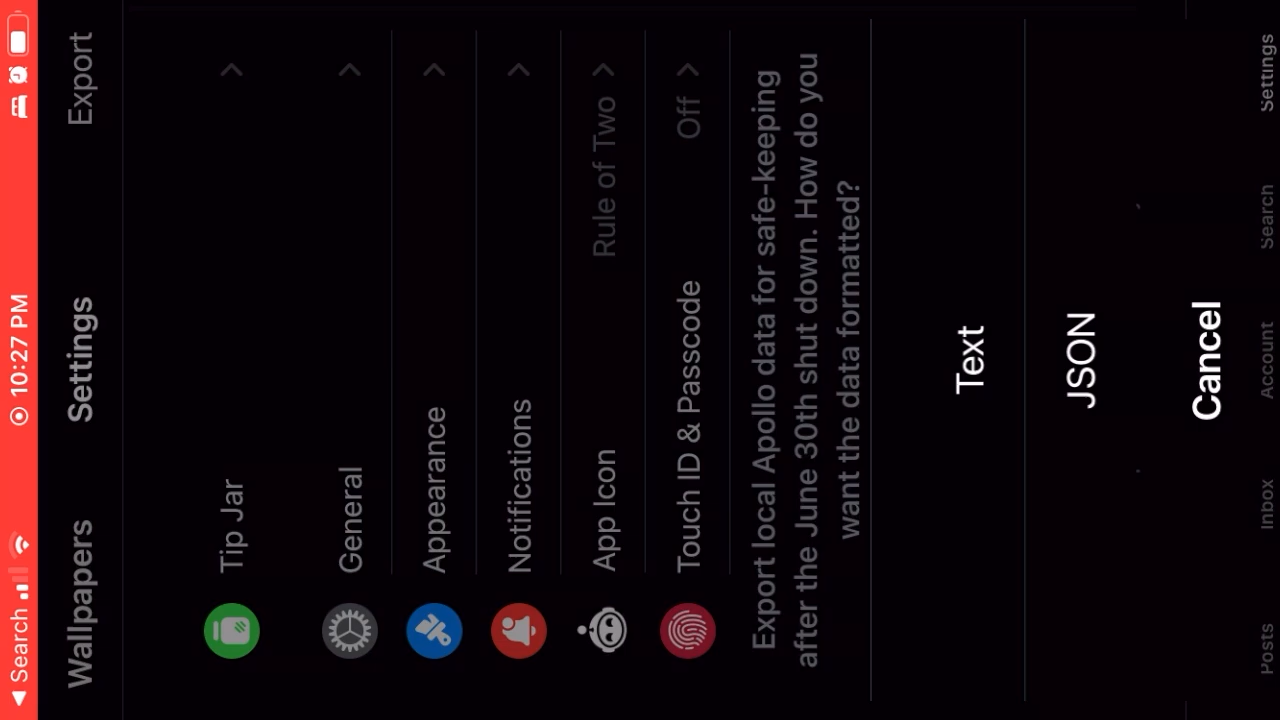 Search
10:27 PM
Wallpapers
Settings
Export
Tip Jar
General
Appearance
Notifications
App Icon
Rule of Two
Touch ID & Passcode
Off
Export local Apollo data for safe-keeping
after the June 30th shut down. How do you
want the data formatted?
Text
JSON
Cancel
Posts
Inbox
Account
Search
Settings